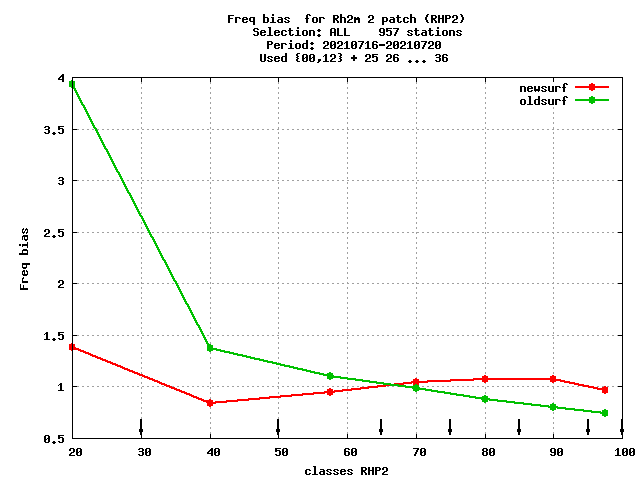 Freq bias  for Rh2m 2 patch (RHP2)
Selection: ALL    957 stations
Period: 20210716-20210720
Used {00,12} + 25 26 ... 36
newsurf
oldsurf
4
3.5
3
2.5
2
1.5
1
0.5
Freq bias
20 30 40 50 60 70 80 90 100
classes RHP2